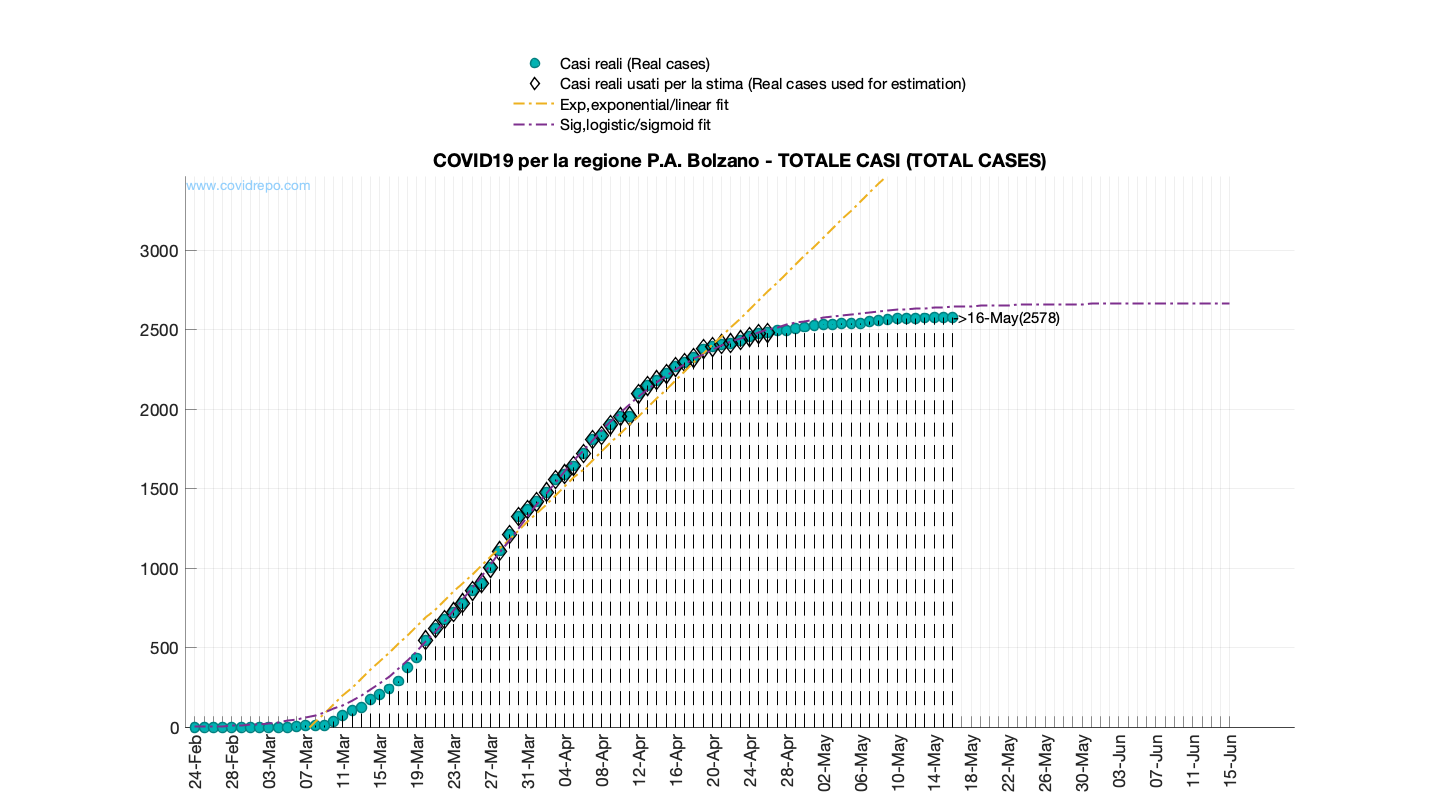 Casi reali (Real cases)
Casi reali usati per la stima (Real cases used for estimation)
Exp,exponential/linear fit
Sig,logistic/sigmoid fit
COVID19 per la regione P.A. Bolzano - TOTALE CASI (TOTAL CASES)
www.covidrepo.com
3000
2500
2000
1500
1000
500
0
->16-May(2578)
24-Feb
28-Feb
03-Mar
07-Mar
11-Mar
15-Mar
19-Mar
23-Mar
27-Mar
31-Mar
04-Apr
08-Apr
12-Apr
16-Apr
20-Apr
24-Apr
28-Apr
02-May
06-May
10-May
14-May
18-May
22-May
26-May
30-May
03-Jun
07-Jun
11-Jun
15-Jun